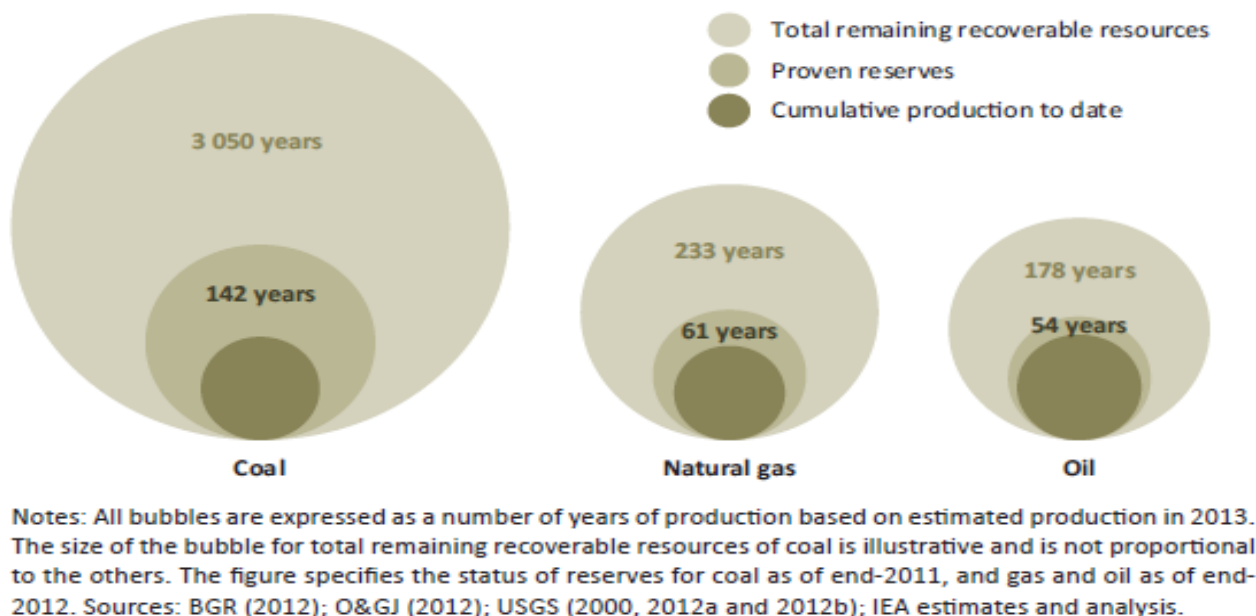 Total remaining recoverable resources
Proven reserves
Cumulative production to date
3 050 years
142 years
233 years
61 years
178 years
54 years
Coal
Natural gas
Oil
Notes: All bubbles are expressed as a number of years of production based on estimated production in 2013.
The size of the bubble for total remaining recoverable resources of coal is illustrative and is not proportional
to the others. The figure specifies the status of reserves for coal as of end-2011, and gas and oil as of end-
2012. Sources: BGR (2012); O&GJ (2012); USGS (2000, 2012a and 2012b); IEA estimates and analysis.